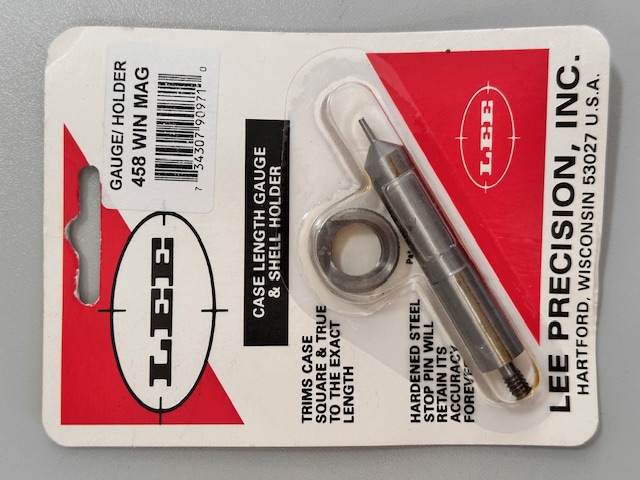 GAUGE/ HOLDER
458 WIN MAG
7 34307 90971 0
LEE
CASE LENGTH GAUGE
& SHELL HOLDER
TRIMS CASE
SQUARE & TRUE
TO THE EXACT
LENGTH
HARDENED STEEL
STOP PIN WILL
RETAIN ITS
ACCURACY
FOREVER
Pat
LEE
LEE PRECISION, INC.
HARTFORD, WISCONSIN 53027 U.S.A.